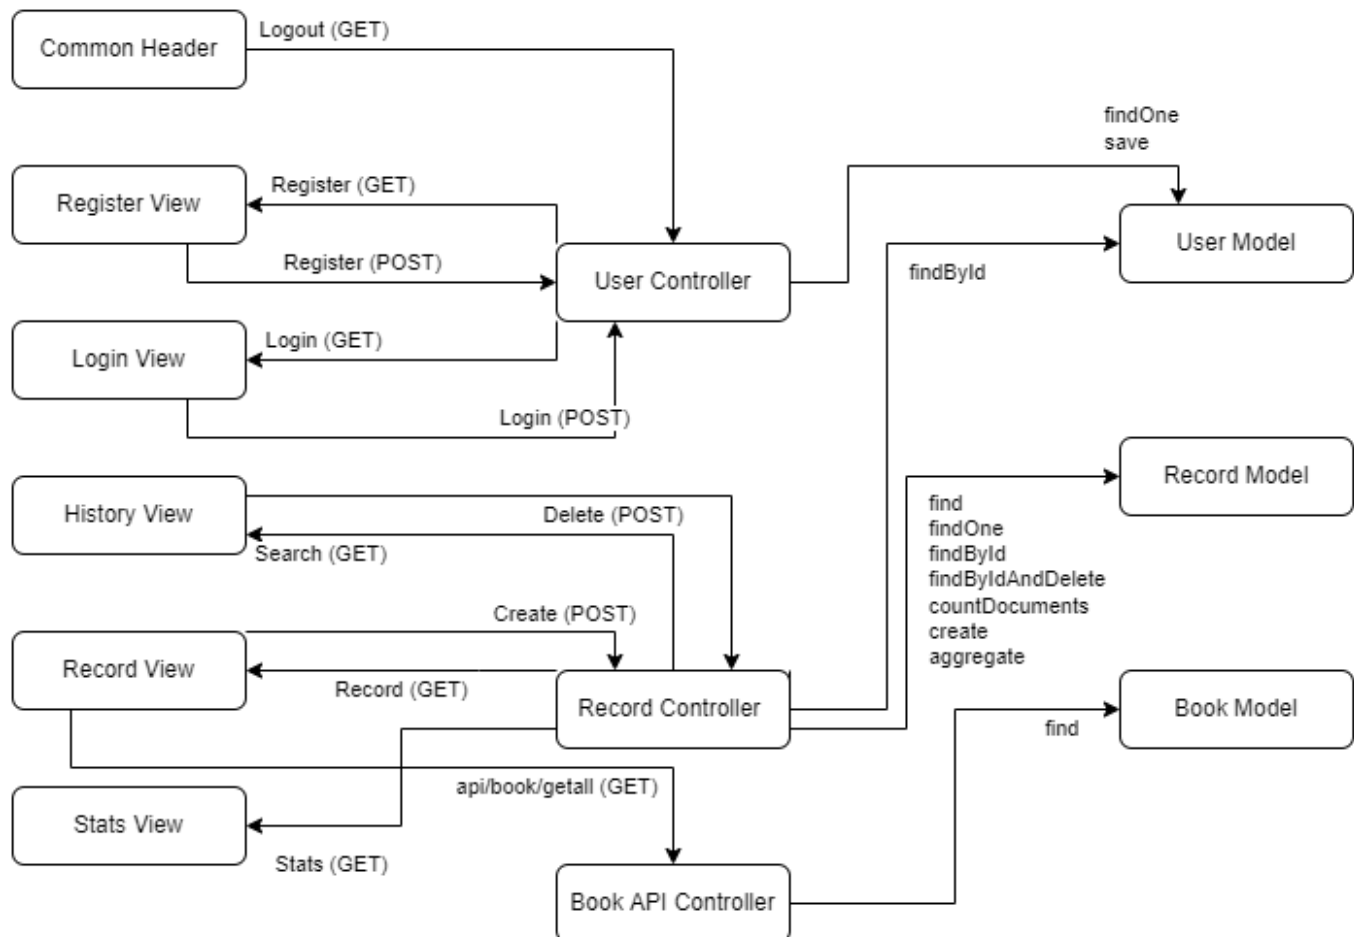 Common Header
Logout (GET)
findOne
save
Register View
Register (GET)
Register (POST)
User Controller
User Model
findById
Login View
Login (GET)
Login (POST)
History View
Delete (POST)
Search (GET)
Record Model
find
findOne
findById
findByIdAndDelete
countDocuments
create
aggregate
Create (POST)
Record View
Record (GET)
Record Controller
Book Model
find
api/book/getall (GET)
Stats View
Stats (GET)
Book API Controller